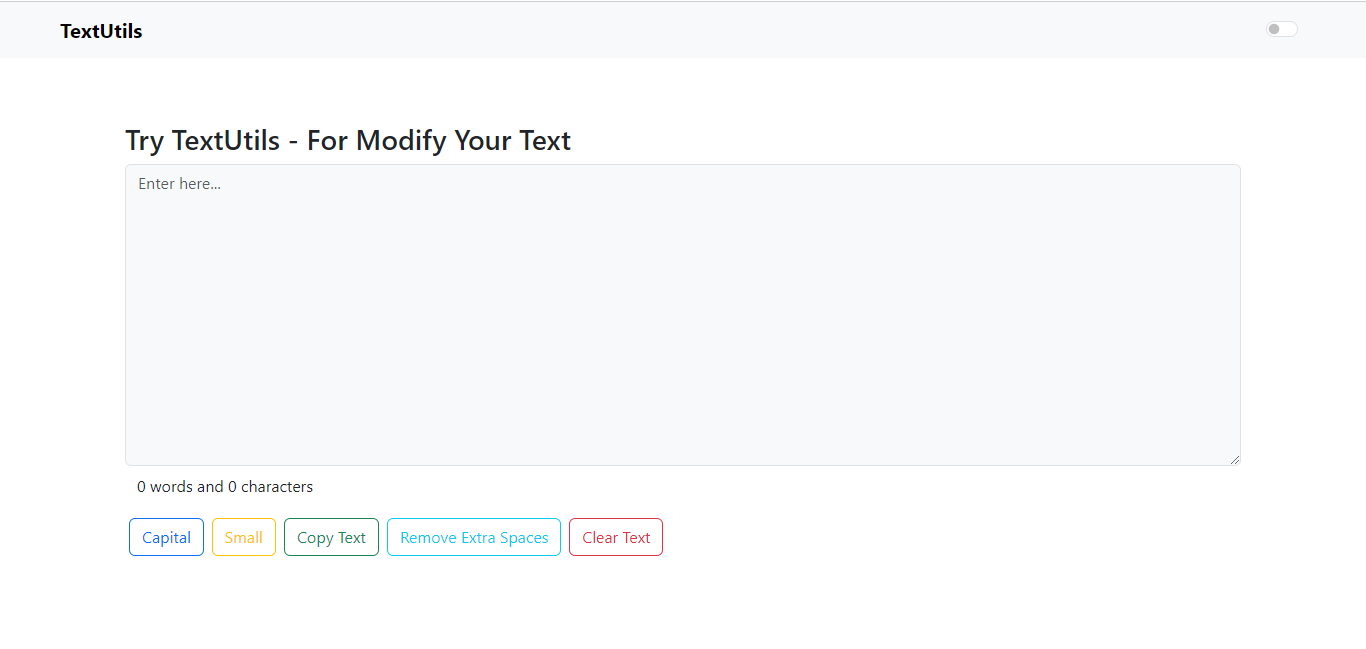 TextUtils
Try TextUtils - For Modify Your Text
Enter here...
0 words and 0 characters
Capital Small Copy Text Remove Extra Spaces Clear Text